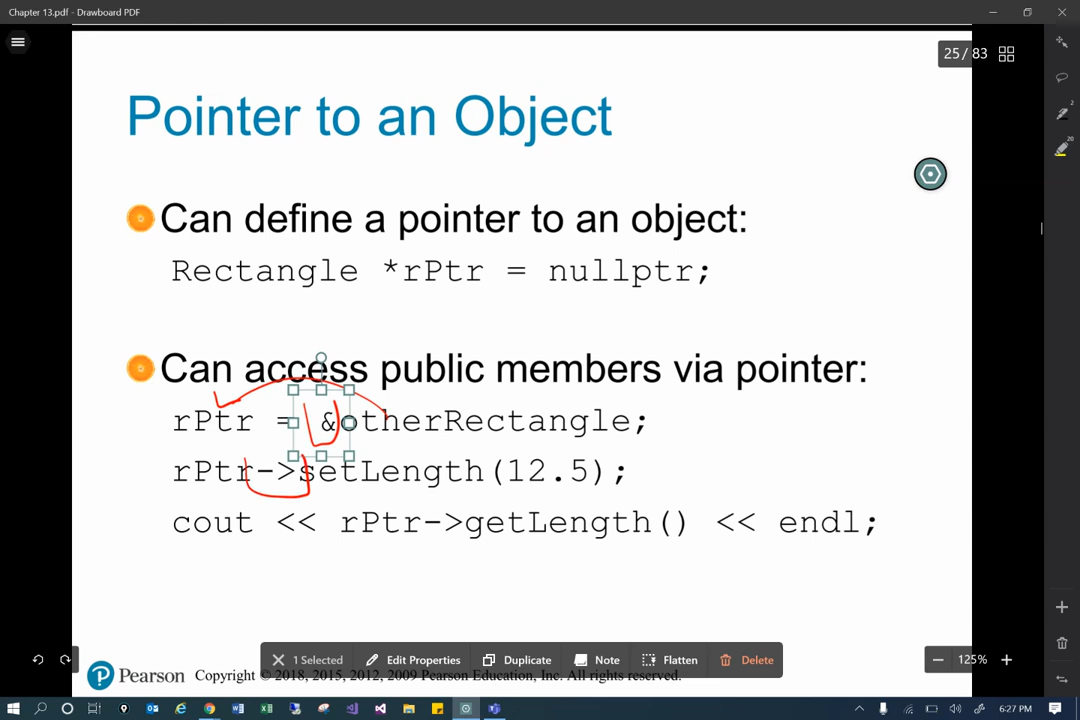 Chapter 13.pdf - Drawboard PDF
25 / 83
Pointer to an Object
2
20
Can define a pointer to an object:
Rectangle *rPtr = nullptr;
Can access public members via pointer:
rPtr = &otherRectangle;
rPtr->setLength(12.5);
cout << rPtr->getLength() << endl;
1 Selected Edit Properties Duplicate Note Flatten Delete
125%
Pearson Copyright © 2018, 2015, 2012, 2009 Pearson Education, Inc. All rights reserved.
6:27 PM